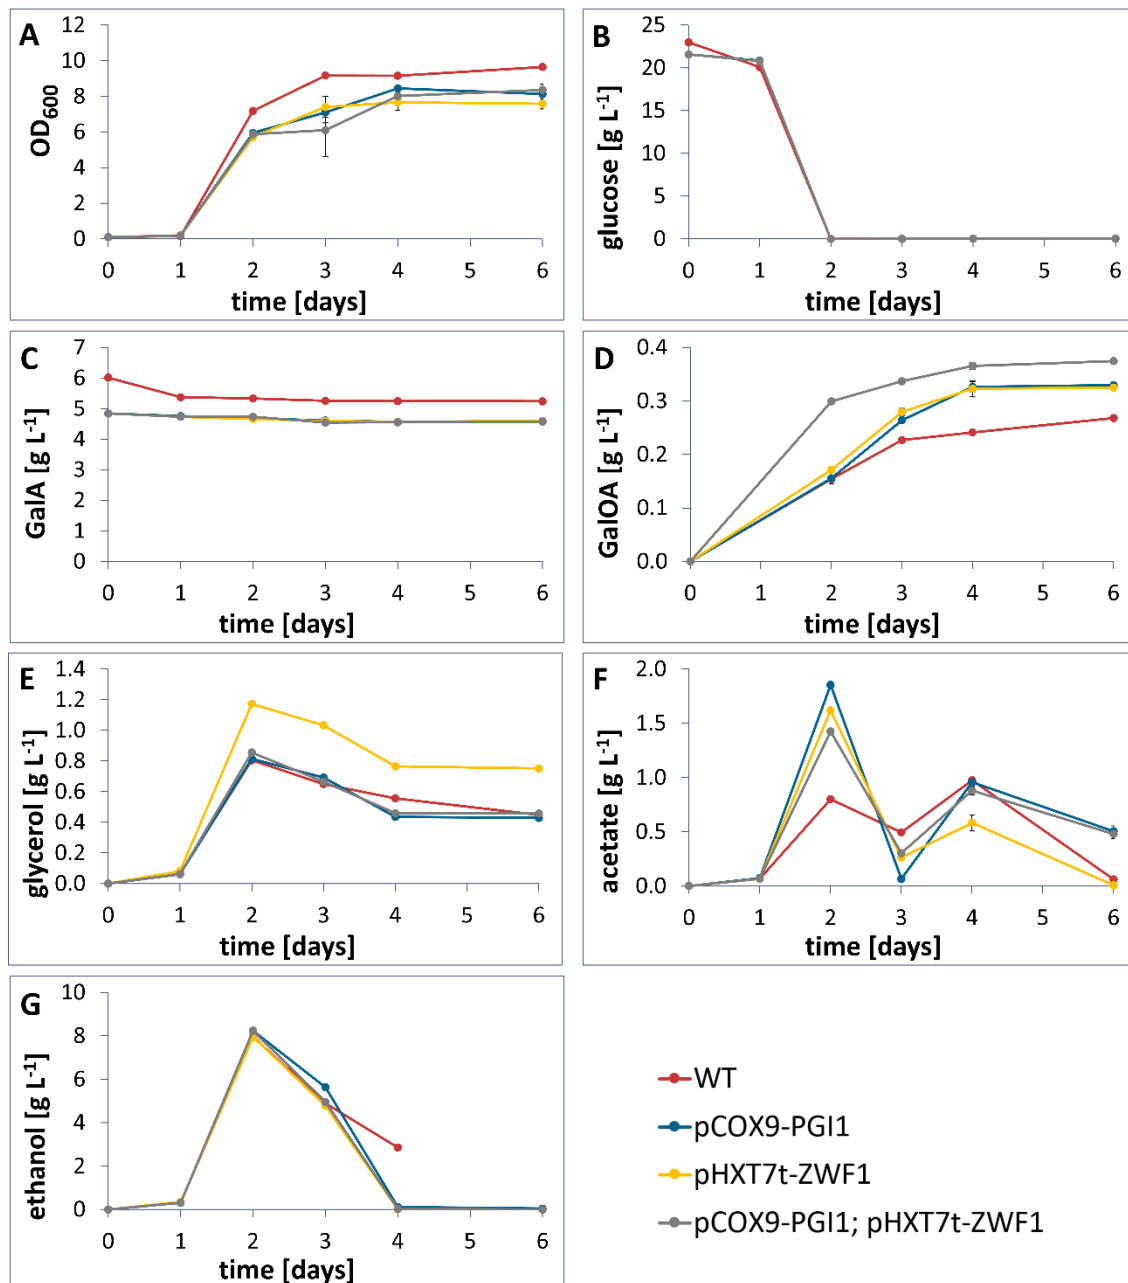 A
OD600
12
10
8
6
4
2
0
0 1 2 3 4 5 6
time [days]
B
glucose [g L-1]
25
20
15
10
5
0
0 1 2 3 4 5 6
time [days]
C
GalA [g L-1]
7
6
5
4
3
2
1
0
0 1 2 3 4 5 6
time [days]
D
GalOA [g L-1]
0.4
0.3
0.2
0.1
0.0
0 1 2 3 4 5 6
time [days]
E
glycerol [g L-1]
1.4
1.2
1.0
0.8
0.6
0.4
0.2
0.0
0 1 2 3 4 5 6
time [days]
F
acetate [g L-1]
2.0
1.5
1.0
0.5
0.0
0 1 2 3 4 5 6
time [days]
G
ethanol [g L-1]
10
8
6
4
2
0
0 1 2 3 4 5 6
time [days]
WT
pCOX9-PGI1
pHXT7t-ZWF1
pCOX9-PGI1; pHXT7t-ZWF1